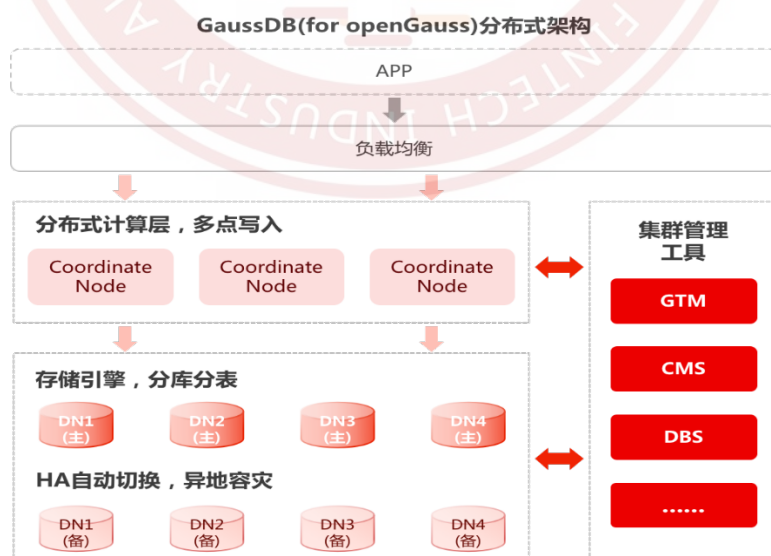 GaussDB(for openGauss)分布式架构
APP
负载均衡
分布式计算层，多点写入
Coordinate
Node
Coordinate
Node
Coordinate
Node
存储引擎，分库分表
DN1
(主)
DN2
(主)
DN3
(主)
DN4
(主)
HA自动切换，异地容灾
DN1
(备)
DN2
(备)
DN3
(备)
DN4
(备)
集群管理
工具
GTM
CMS
DBS
......
FINTECH INDUSTRY